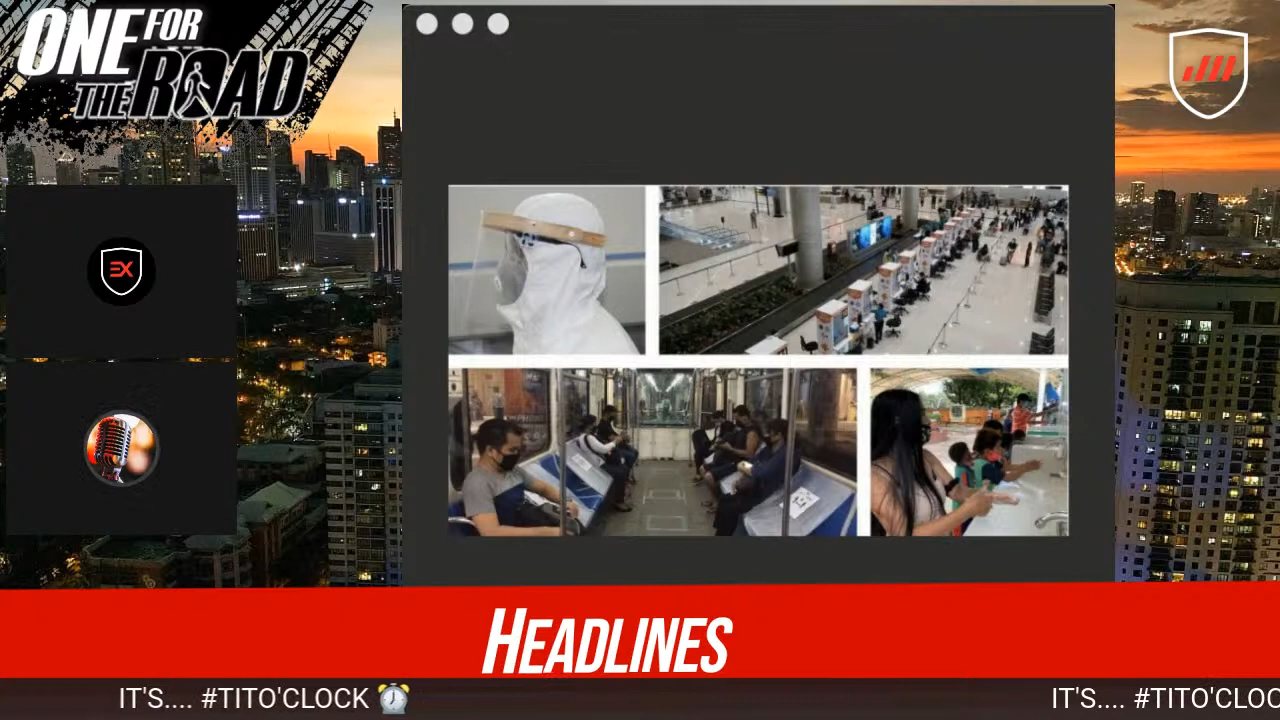 ONE FOR
THE ROAD
EX
HEADLINES
IT'S.... #TITO'CLOCK ⏰
IT'S.... #TITO'CLOC